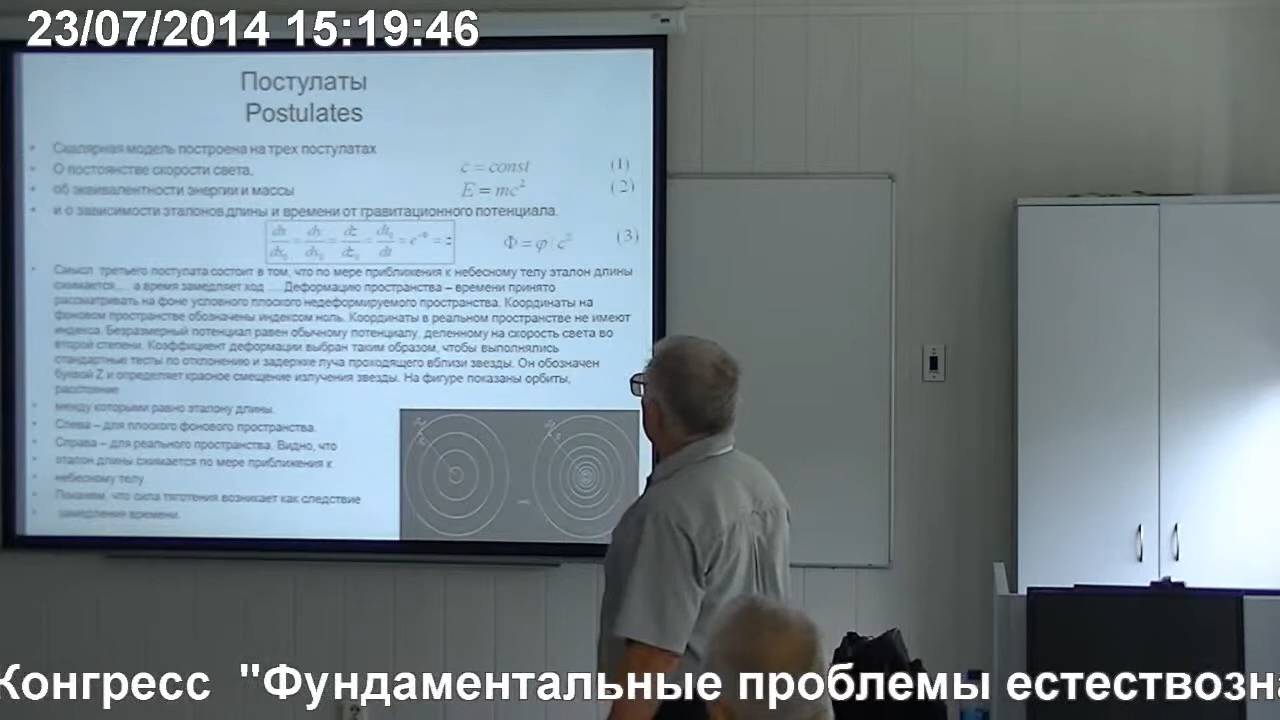 23/07/2014 15:19:46
Постулаты
Postulates
Скалярная модель построена на трех постулатах
О постоянстве скорости света. c = const (1)
об эквивалентности энергии и массы E = mc² (2)
и о зависимости эталонов длины и времени от гравитационного потенциала.
dx/dx₀ = dy/dy₀ = dz/dz₀ = dt₀/dt = e^-Φ = z Φ = φ/c² (3)
Смысл третьего постулата состоит в том, что по мере приближения к небесному телу эталон длины
сжимается... а время замедляет ход ... Деформацию пространства – времени принято
рассматривать на фоне условного плоского недеформируемого пространства. Координаты на
фоновом пространстве обозначены индексом ноль. Координаты в реальном пространстве не имеют
индекса. Безразмерный потенциал равен обычному потенциалу, деленному на скорость света во
второй степени. Коэффициент деформации выбран таким образом, чтобы выполнялись
стандартные тесты по отклонению и задержке луча проходящего вблизи звезды. Он обозначен
буквой Z и определяет красное смещение излучения звезды. На фигуре показаны орбиты,
расстояние
между которыми равно эталону длины.
Слева – для плоского фонового пространства.
Справа – для реального пространства. Видно, что
эталон длины сжимается по мере приближения к
небесному телу
Покажем, что сила тяготения возникает как следствие
замедления времени.
Конгресс "Фундаментальные проблемы естествозна